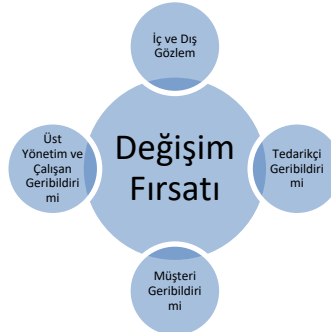 İç ve Dış
Gözlem
Üst
Yönetim ve
Çalışan
Geribildiri
mi
Değişim
Fırsatı
Tedarikçi
Geribildiri
mi
Müşteri
Geribildiri
mi